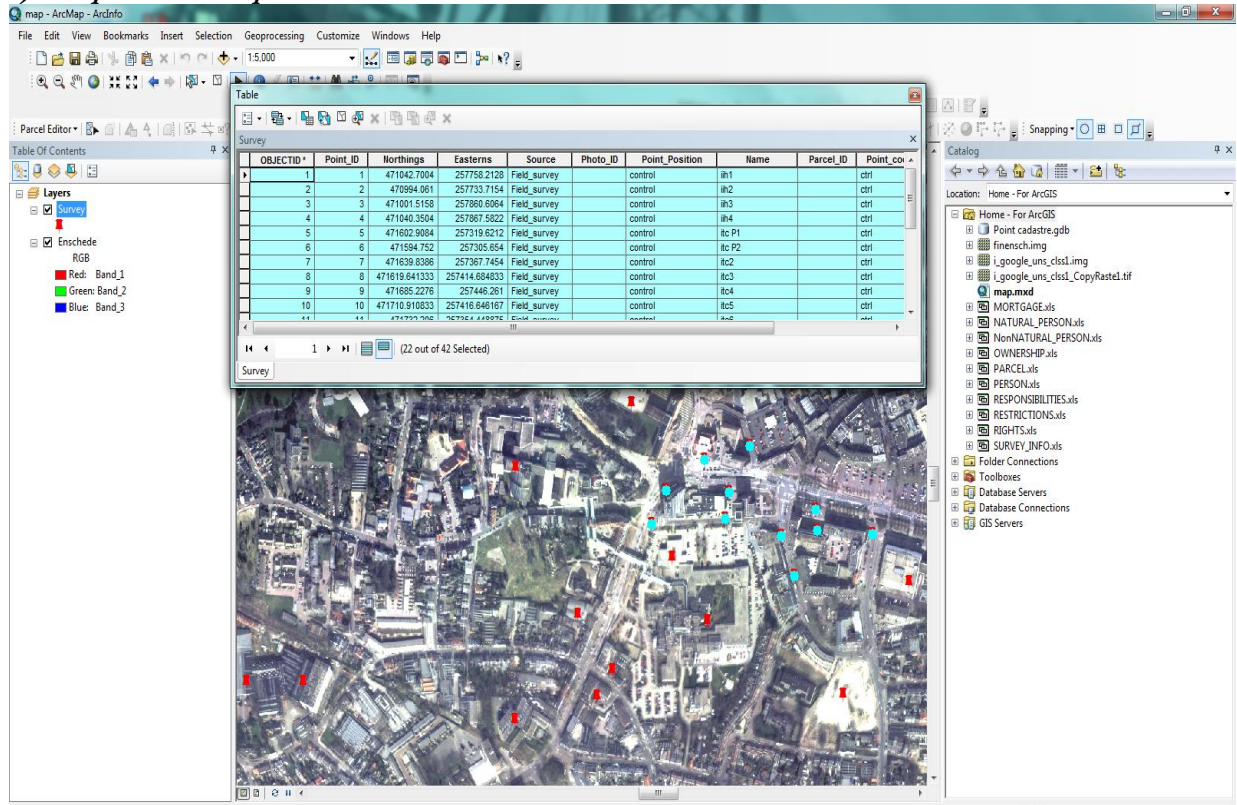 map - ArcMap - ArcInfo
File Edit View Bookmarks Insert Selection Geoprocessing Customize Windows Help
1:5,000
Table
Parcel Editor
Snapping
Survey
Table Of Contents
Catalog
OBJECTID * Point_ID Northings Easterns Source Photo_ID Point_Position Name Parcel_ID
1 1 471042.7004 257758.2128 Field_survey control iih1 ctrl
2 2 470994.061 257733.7154 Field_survey control iih2 ctrl
3 3 471001.5158 257860.6064 Field_survey control iih3 ctrl
4 4 471040.3504 257867.5822 Field_survey control iih4 ctrl
5 5 471602.9084 257319.6212 Field_survey control itc P1 ctrl
6 6 471594.752 257305.654 Field_survey control itc P2 ctrl
7 7 471639.8386 257367.7454 Field_survey control itc2 ctrl
8 8 471619.641333 257414.684833 Field_survey control itc3 ctrl
9 9 471685.2276 257446.261 Field_survey control itc4 ctrl
10 10 471710.910833 257416.646167 Field_survey control itc5 ctrl
1 (22 out of 42 Selected)
Survey
Layers
Survey
Enschede
RGB
Red: Band_1
Green: Band_2
Blue: Band_3
Location: Home - For ArcGIS
Home - For ArcGIS
Point cadastre.gdb
finensch.img
i_google_uns_clss1.img
i_google_uns_clss1_CopyRaste1.tif
map.mxd
MORTGAGE.xls
NATURAL_PERSON.xls
NonNATURAL_PERSON.xls
OWNERSHIP.xls
PARCEL.xls
PERSON.xls
RESPONSIBILITIES.xls
RESTRICTIONS.xls
RIGHTS.xls
SURVEY_INFO.xls
Folder Connections
Toolboxes
Database Servers
Database Connections
GIS Servers